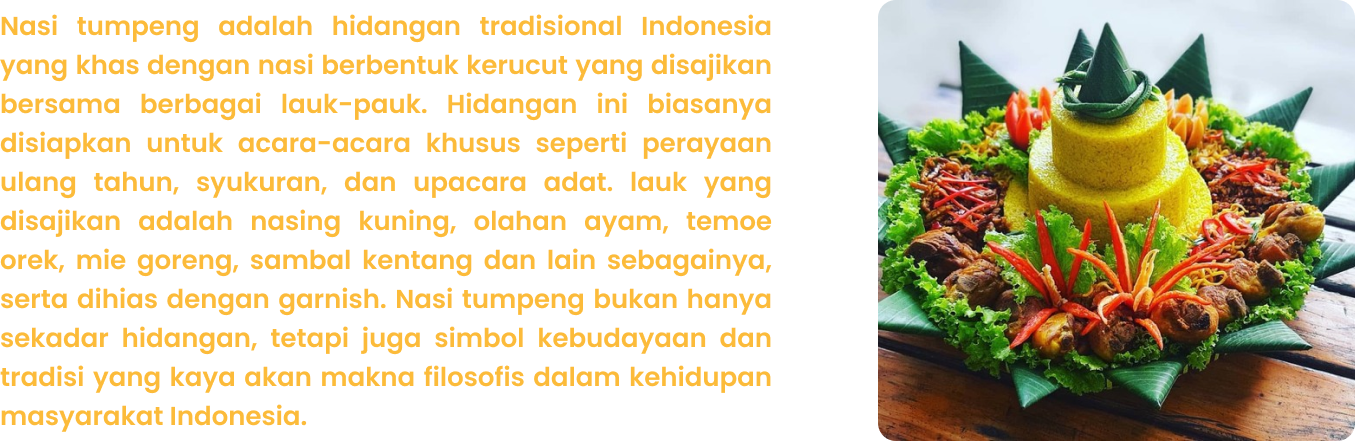 Nasi tumpeng adalah hidangan tradisional Indonesia
yang khas dengan nasi berbentuk kerucut yang disajikan
bersama berbagai lauk-pauk. Hidangan ini biasanya
disiapkan untuk acara-acara khusus seperti perayaan
ulang tahun, syukuran, dan upacara adat. lauk yang
disajikan adalah nasing kuning, olahan ayam, temoe
orek, mie goreng, sambal kentang dan lain sebagainya,
serta dihias dengan garnish. Nasi tumpeng bukan hanya
sekadar hidangan, tetapi juga simbol kebudayaan dan
tradisi yang kaya akan makna filosofis dalam kehidupan
masyarakat Indonesia.